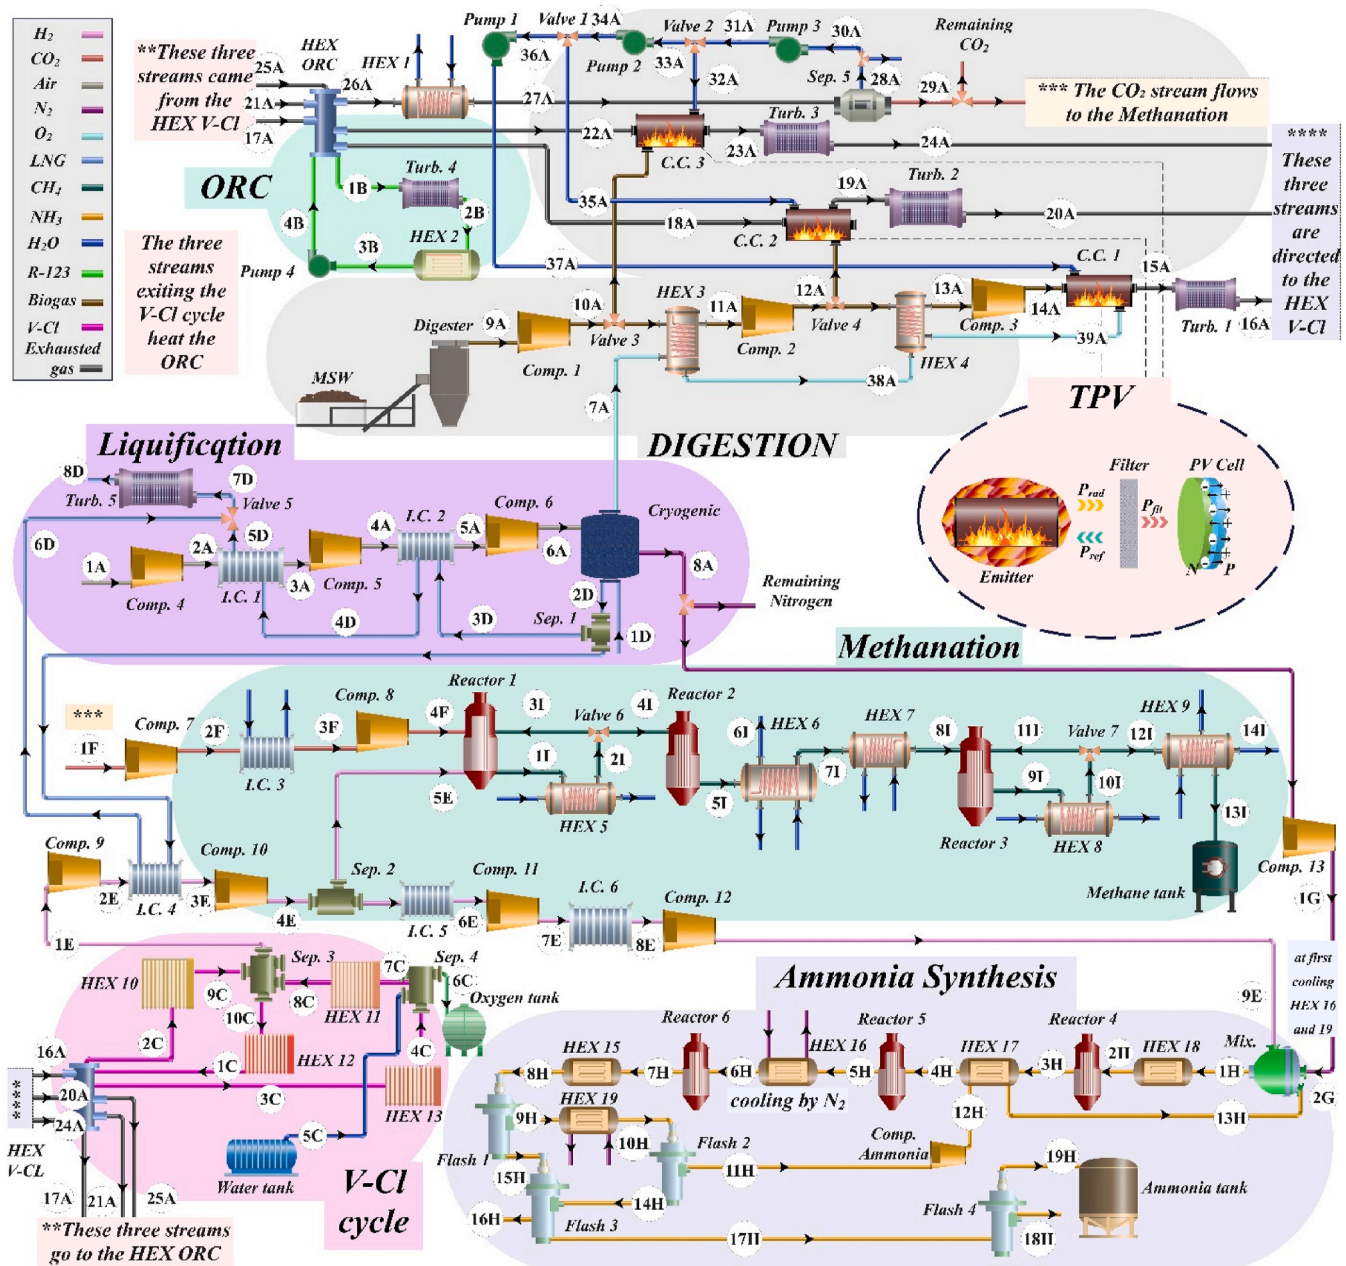 H₂
CO₂
Air
N₂
O₂
LNG
CH₄
NH₃
H₂O
R-123
Biogas
V-Cl
Exhausted
gas
**These three
streams came
from the
HEX V-Cl
25A
21A
17A
HEX
ORC
26A
HEX 1
27A
22A
Pump 1
36A
Valve 1
34A
Pump 2
33A
Valve 2
31A
32A
Pump 3
30A
Sep. 5
28A
29A
Remaining
CO₂
*** The CO₂ stream flows
to the Methanation
****
These
three
streams
are
directed
to the
HEX
V-Cl
C.C. 3
23A
Turb. 3
24A
ORC
1B
Turb. 4
2B
HEX 2
3B
4B
Pump 4
35A
18A
37A
19A
Turb. 2
20A
C.C. 2
C.C. 1
15A
Turb. 1
16A
The three
streams
exiting the
V-Cl cycle
heat the
ORC
Digester
9A
Comp. 1
10A
Valve 3
HEX 3
11A
Comp. 2
12A
Valve 4
13A
HEX 4
Comp. 3
14A
39A
38A
7A
MSW
DIGESTION
TPV
Emitter
Prad
Pref
Filter
Pfit
PV Cell
N
P
Liquificqtion
8D
Turb. 5
7D
Valve 5
6D
5D
1A
Comp. 4
2A
I.C. 1
3A
Comp. 5
4A
I.C. 2
5A
Comp. 6
6A
Cryogenic
8A
Remaining
Nitrogen
4D
3D
Sep. 1
2D
1D
Methanation
***
1F
Comp. 7
2F
I.C. 3
3F
Comp. 8
4F
Reactor 1
5E
3I
1I
Valve 6
2I
HEX 5
4I
Reactor 2
5I
6I
HEX 6
7I
HEX 7
8I
Reactor 3
11I
9I
Valve 7
10I
HEX 8
12I
HEX 9
14I
13I
Methane tank
Comp. 13
1G
Comp. 9
2E
I.C. 4
3E
Comp. 10
4E
Sep. 2
I.C. 5
6E
Comp. 11
7E
I.C. 6
8E
Comp. 12
1E
9E
at first
cooling
HEX 16
and 19
HEX 10
2C
9C
Sep. 3
10C
8C
HEX 11
7C
Sep. 4
6C
Oxygen tank
4C
HEX 12
1C
3C
HEX 13
16A
20A
24A
****
HEX
V-CL
5C
Water tank
V-Cl
cycle
17A
21A
25A
**These three streams
go to the HEX ORC
Ammonia Synthesis
8H
HEX 15
7H
Reactor 6
6H
HEX 16
cooling by N₂
5H
Reactor 5
4H
HEX 17
3H
Reactor 4
2H
HEX 18
1H
Mix.
2G
13H
12H
9H
HEX 19
10H
Flash 1
Flash 2
11H
Comp.
Ammonia
15H
14H
16H
Flash 3
17H
Flash 4
18H
19H
Ammonia tank